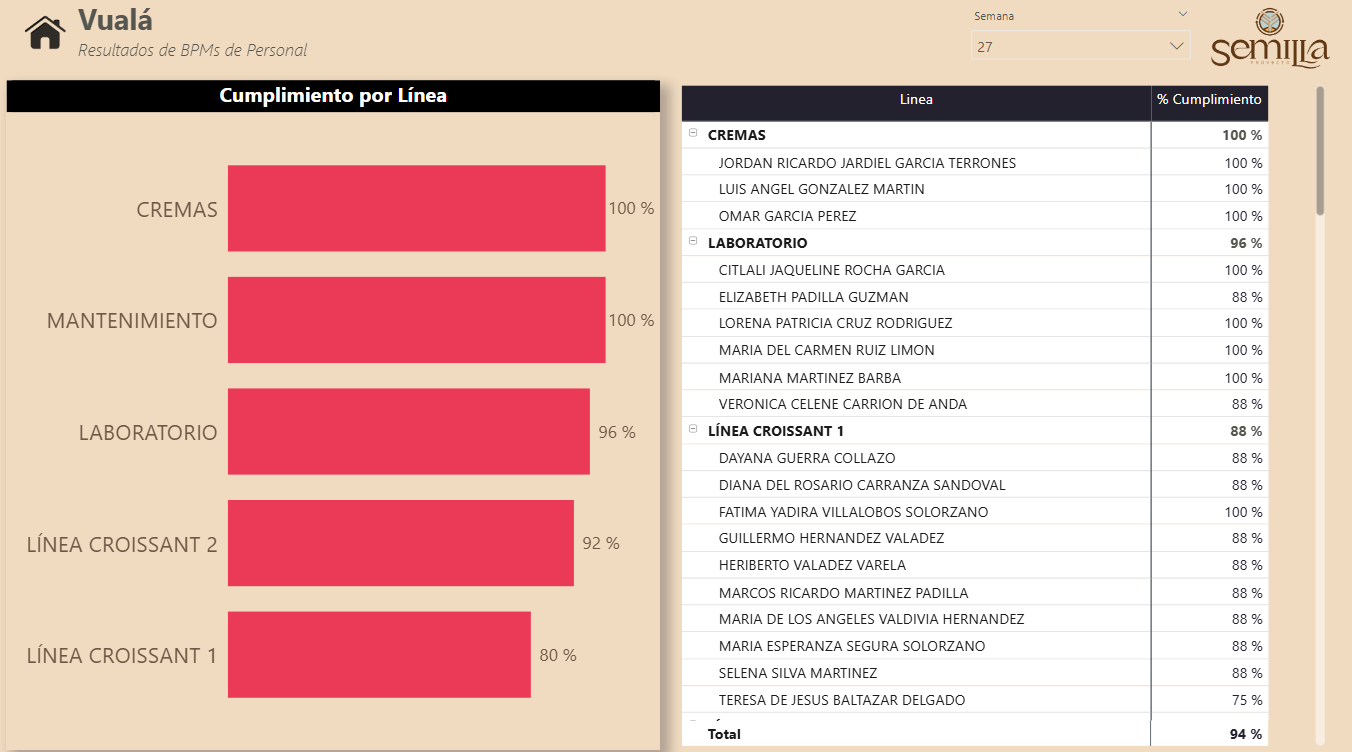 Vualá
Resultados de BPMs de Personal
Semana
27
SEMILLA
PROYECTO
Cumplimiento por Línea
CREMAS 100 %
MANTENIMIENTO 100 %
LABORATORIO 96 %
LÍNEA CROISSANT 2 92 %
LÍNEA CROISSANT 1 80 %
Linea % Cumplimiento
CREMAS 100 %
JORDAN RICARDO JARDIEL GARCIA TERRONES 100 %
LUIS ANGEL GONZALEZ MARTIN 100 %
OMAR GARCIA PEREZ 100 %
LABORATORIO 96 %
CITLALI JAQUELINE ROCHA GARCIA 100 %
ELIZABETH PADILLA GUZMAN 88 %
LORENA PATRICIA CRUZ RODRIGUEZ 100 %
MARIA DEL CARMEN RUIZ LIMON 100 %
MARIANA MARTINEZ BARBA 100 %
VERONICA CELENE CARRION DE ANDA 88 %
LÍNEA CROISSANT 1 88 %
DAYANA GUERRA COLLAZO 88 %
DIANA DEL ROSARIO CARRANZA SANDOVAL 88 %
FATIMA YADIRA VILLALOBOS SOLORZANO 100 %
GUILLERMO HERNANDEZ VALADEZ 88 %
HERIBERTO VALADEZ VARELA 88 %
MARCOS RICARDO MARTINEZ PADILLA 88 %
MARIA DE LOS ANGELES VALDIVIA HERNANDEZ 88 %
MARIA ESPERANZA SEGURA SOLORZANO 88 %
SELENA SILVA MARTINEZ 88 %
TERESA DE JESUS BALTAZAR DELGADO 75 %
Total 94 %